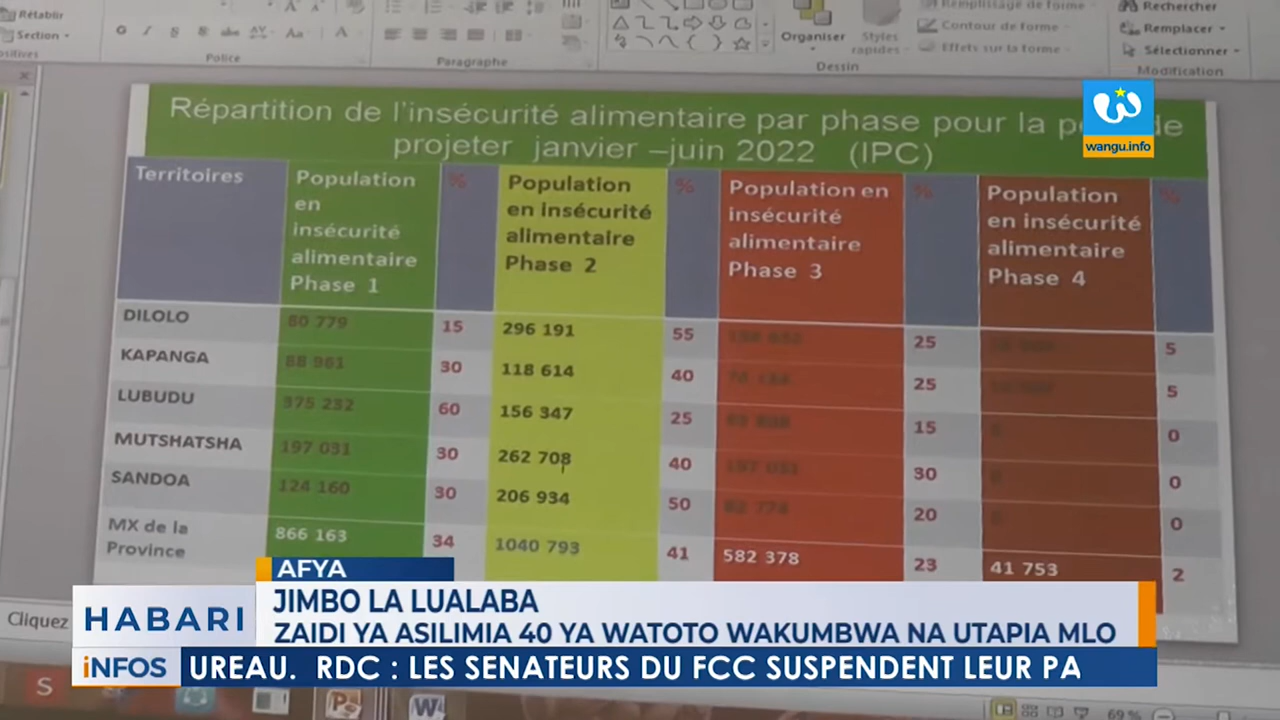 Rétablir
Section
Police
Paragraphe
Organiser
Styles
rapides
Dessin
Remplissage de forme
Contour de forme
Effets sur la forme
Rechercher
Remplacer
Sélectionner
Modification
Répartition de l'insécurité alimentaire par phase pour la
projeter janvier –juin 2022 (IPC)
wangu.info
Territoires
Population
en
insécurité
alimentaire
Phase 1
%
Population
en insécurité
alimentaire
Phase 2
%
Population en
insécurité
alimentaire
Phase 3
%
Population
en insécurité
alimentaire
Phase 4
%
DILOLO 80 779 15 296 191 55 25 5
KAPANGA 88 961 30 118 614 40 25 5
LUBUDU 375 232 60 156 347 25 15 0
MUTSHATSHA 197 031 30 262 708 40 197 031 30 0
SANDOA 124 160 30 206 934 50 20 0
MX de la
Province 866 163 34 1040 793 41 582 378 23 41 753 2
AFYA
HABARI
JIMBO LA LUALABA
ZAIDI YA ASILIMIA 40 YA WATOTO WAKUMBWA NA UTAPIA MLO
iNFOS
UREAU. RDC : LES SENATEURS DU FCC SUSPENDENT LEUR PA
Cliquez
69 %